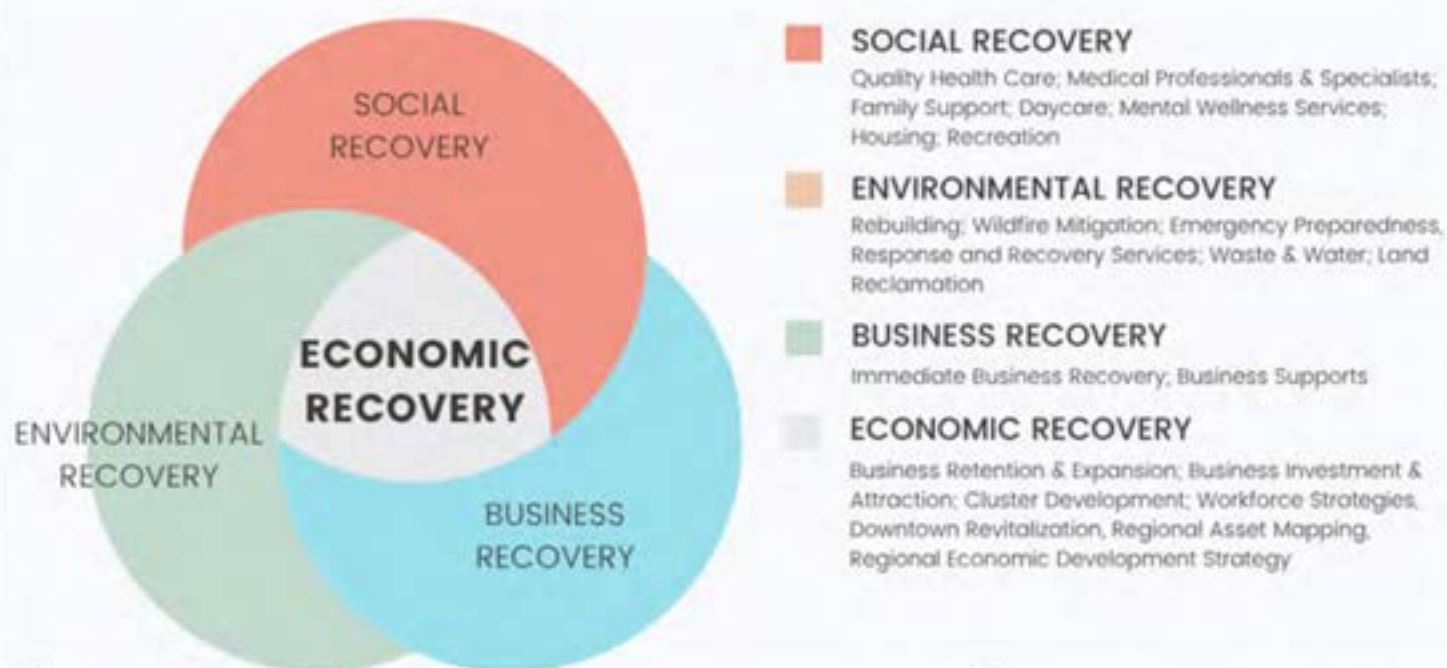 SOCIAL
RECOVERY
ECONOMIC
RECOVERY
ENVIRONMENTAL
RECOVERY
BUSINESS
RECOVERY
SOCIAL RECOVERY
Quality Health Care; Medical Professionals & Specialists;
Family Support; Daycare; Mental Wellness Services;
Housing; Recreation
ENVIRONMENTAL RECOVERY
Rebuilding; Wildfire Mitigation; Emergency Preparedness,
Response and Recovery Services; Waste & Water; Land
Reclamation
BUSINESS RECOVERY
Immediate Business Recovery; Business Supports
ECONOMIC RECOVERY
Business Retention & Expansion; Business Investment &
Attraction; Cluster Development; Workforce Strategies,
Downtown Revitalization, Regional Asset Mapping,
Regional Economic Development Strategy